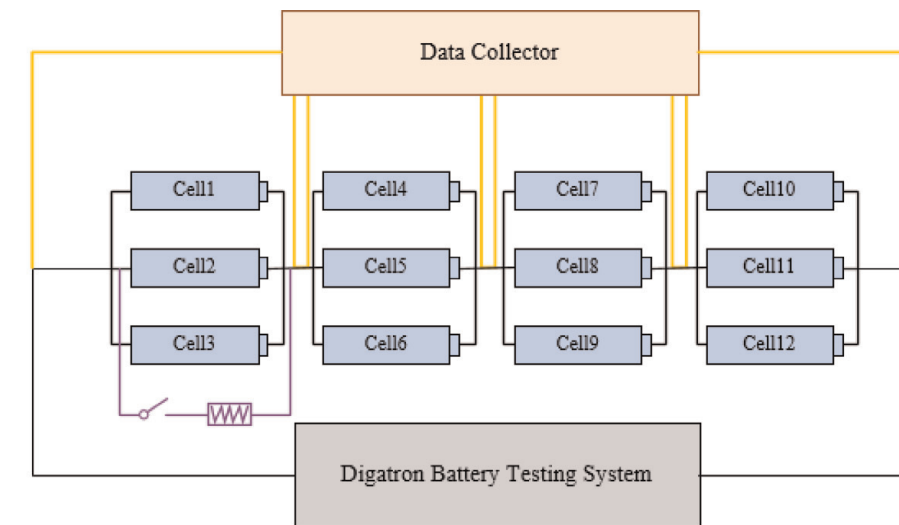 Data Collector
Cell1
Cell4
Cell7
Cell10
Cell2
Cell5
Cell8
Cell11
Cell3
Cell6
Cell9
Cell12
Digatron Battery Testing System